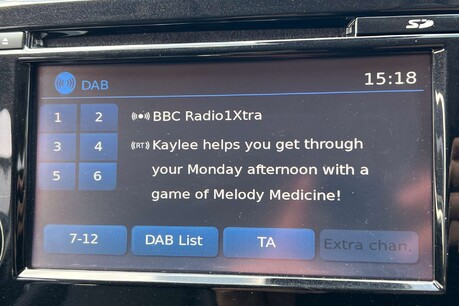 SD
DAB
15:18
1 2
BBC Radio1Xtra
3 4
RT Kaylee helps you get through
your Monday afternoon with a
5 6
game of Melody Medicine!
7-12 DAB List TA Extra chan.